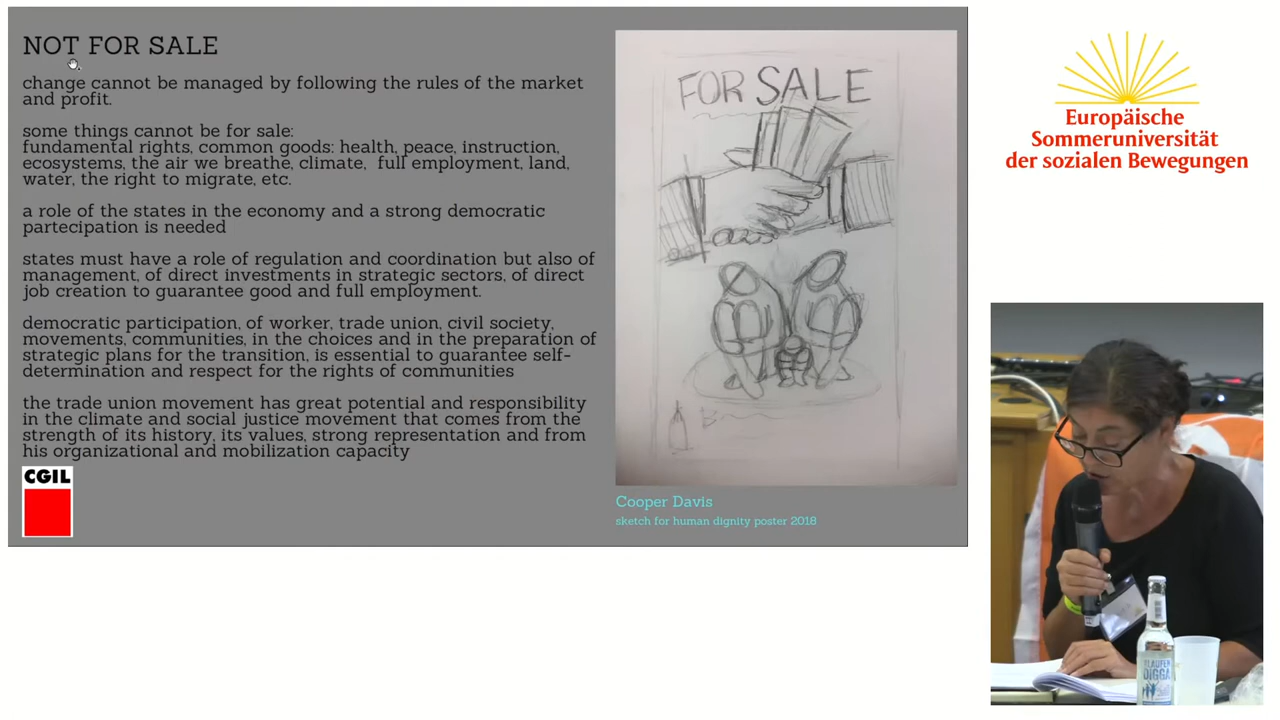 NOT FOR SALE
change cannot be managed by following the rules of the market
and profit.
some things cannot be for sale:
fundamental rights, common goods: health, peace, instruction,
ecosystems, the air we breathe, climate, full employment, land,
water, the right to migrate, etc.
a role of the states in the economy and a strong democratic
partecipation is needed
states must have a role of regulation and coordination but also of
management, of direct investments in strategic sectors, of direct
job creation to guarantee good and full employment.
democratic participation, of worker, trade union, civil society,
movements, communities, in the choices and in the preparation of
strategic plans for the transition, is essential to guarantee self-
determination and respect for the rights of communities
the trade union movement has great potential and responsibility
in the climate and social justice movement that comes from the
strength of its history, its values, strong representation and from
his organizational and mobilization capacity
CGIL
FOR SALE
Cooper Davis
sketch for human dignity poster 2018
Europäische
Sommeruniversität
der sozialen Bewegungen
DIGGA